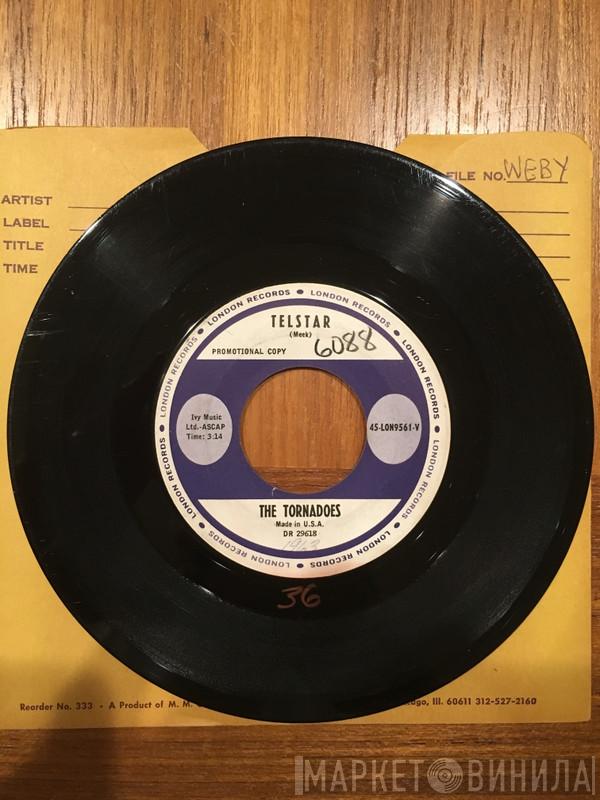 FILE NO. WEBY
ARTIST
LABEL
TITLE
TIME
LONDON RECORDS • LONDON RECORDS • LONDON RECORDS • LONDON RECORDS • LONDON RECORDS • LONDON RECORDS • LONDON RECORDS • LONDON RECORDS
TELSTAR
(Meek)
6088
PROMOTIONAL COPY
Ivy Music
Ltd.-ASCAP
Time: 3:14
45-LON9561-V
THE TORNADOES
Made in U.S.A.
DR 29618
1963
36
Reorder No. 333 - A Product of M. M.
Ill. 60611 312-527-2160
МАРКЕТ ВИНИЛА